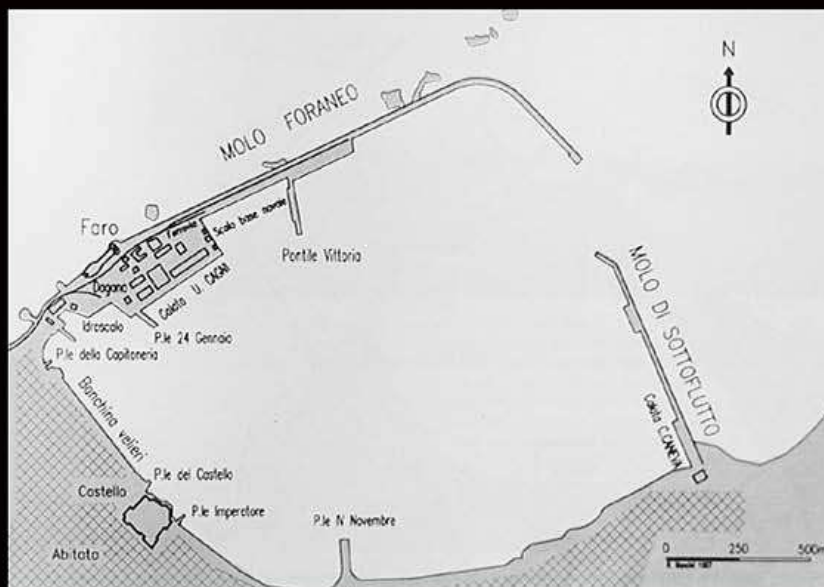 N
MOLO FORANEO
Faro
Ferrovia
Scalo base navale
Dogana
Calata U. CAGNI
Pontile Vittoria
Idroscalo
P.le 24 Gennaio
P.le della Capitaneria
MOLO DI SOTTOFLUTTO
Banchina velieri
Calata C.CANEVA
P.le del Castello
Castello
P.le Imperatore
P.le IV Novembre
Abitato
0 250 500m